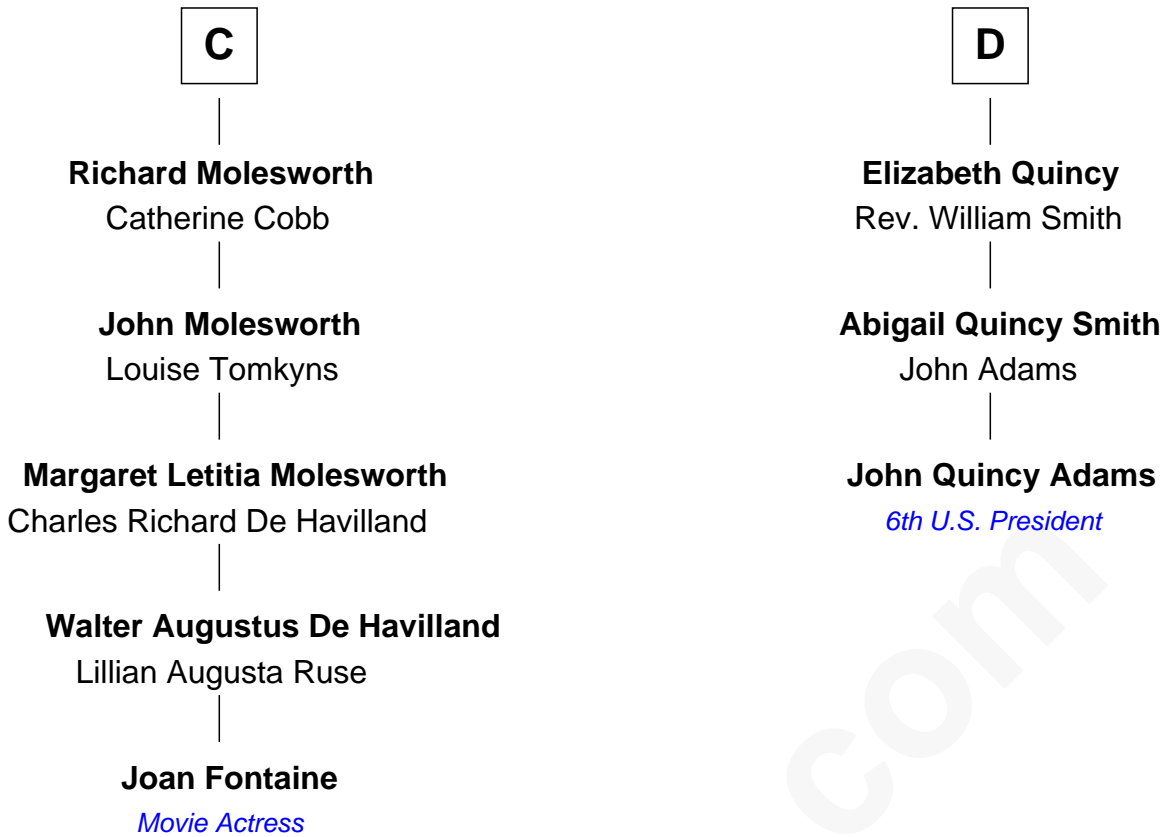 C
Richard Molesworth
Catherine Cobb
John Molesworth
Louise Tomkyns
Margaret Letitia Molesworth
Charles Richard De Havilland
Walter Augustus De Havilland
Lillian Augusta Ruse
Joan Fontaine
Movie Actress
D
Elizabeth Quincy
Rev. William Smith
Abigail Quincy Smith
John Adams
John Quincy Adams
6th U.S. President
com